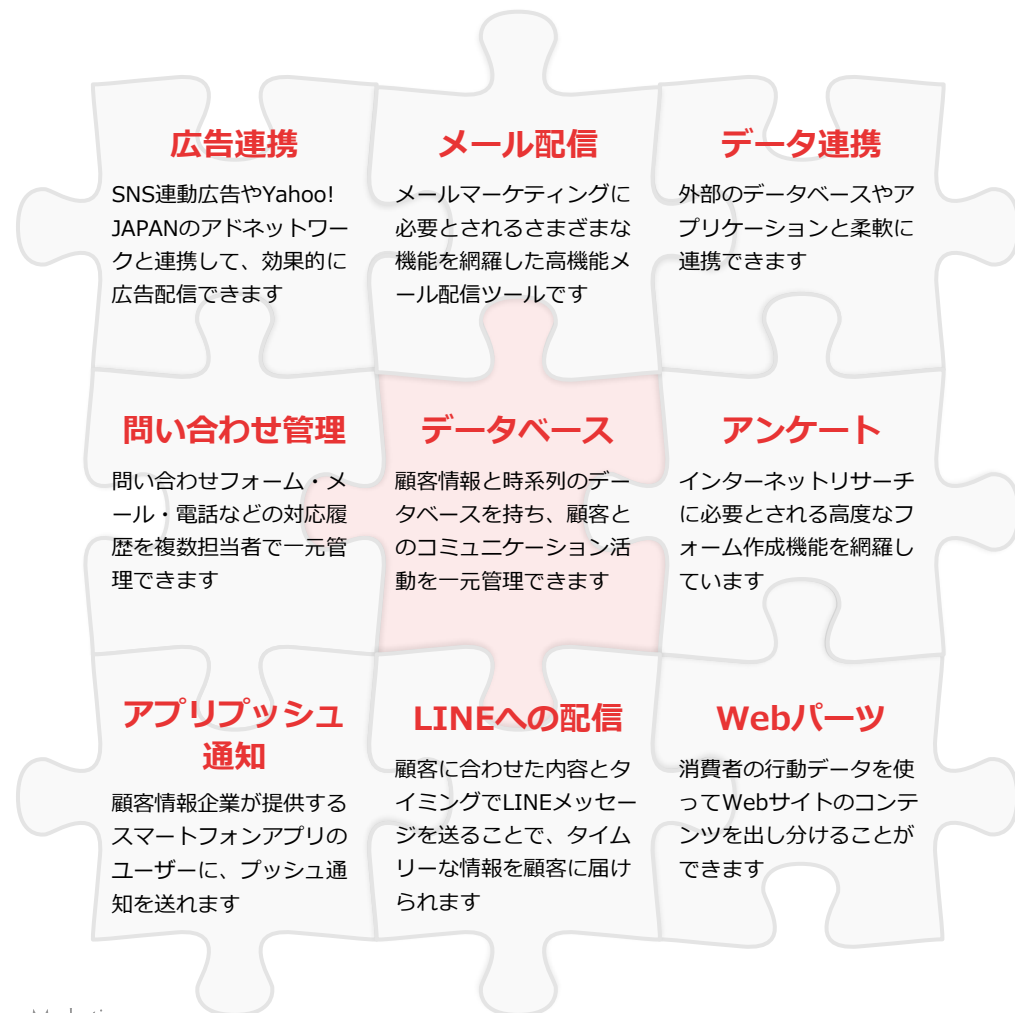 広告連携
SNS連動広告やYahoo!
JAPANのアドネットワー
クと連携して、効果的に
広告配信できます
メール配信
メールマーケティングに
必要とされるさまざまな
機能を網羅した高機能メ
ール配信ツールです
データ連携
外部のデータベースやア
プリケーションと柔軟に
連携できます
問い合わせ管理
問い合わせフォーム・メ
ール・電話などの対応履
歴を複数担当者で一元管
理できます
データベース
顧客情報と時系列のデー
タベースを持ち、顧客と
のコミュニケーション活
動を一元管理できます
アンケート
インターネットリサーチ
に必要とされる高度なフ
ォーム作成機能を網羅し
ています
アプリプッシュ
通知
顧客情報企業が提供する
スマートフォンアプリの
ユーザーに、プッシュ通
知を送れます
LINEへの配信
顧客に合わせた内容とタ
イミングでLINEメッセー
ジを送ることで、タイム
リーな情報を顧客に届け
られます
Webパーツ
消費者の行動データを使
ってWebサイトのコンテ
ンツを出し分けることが
できます